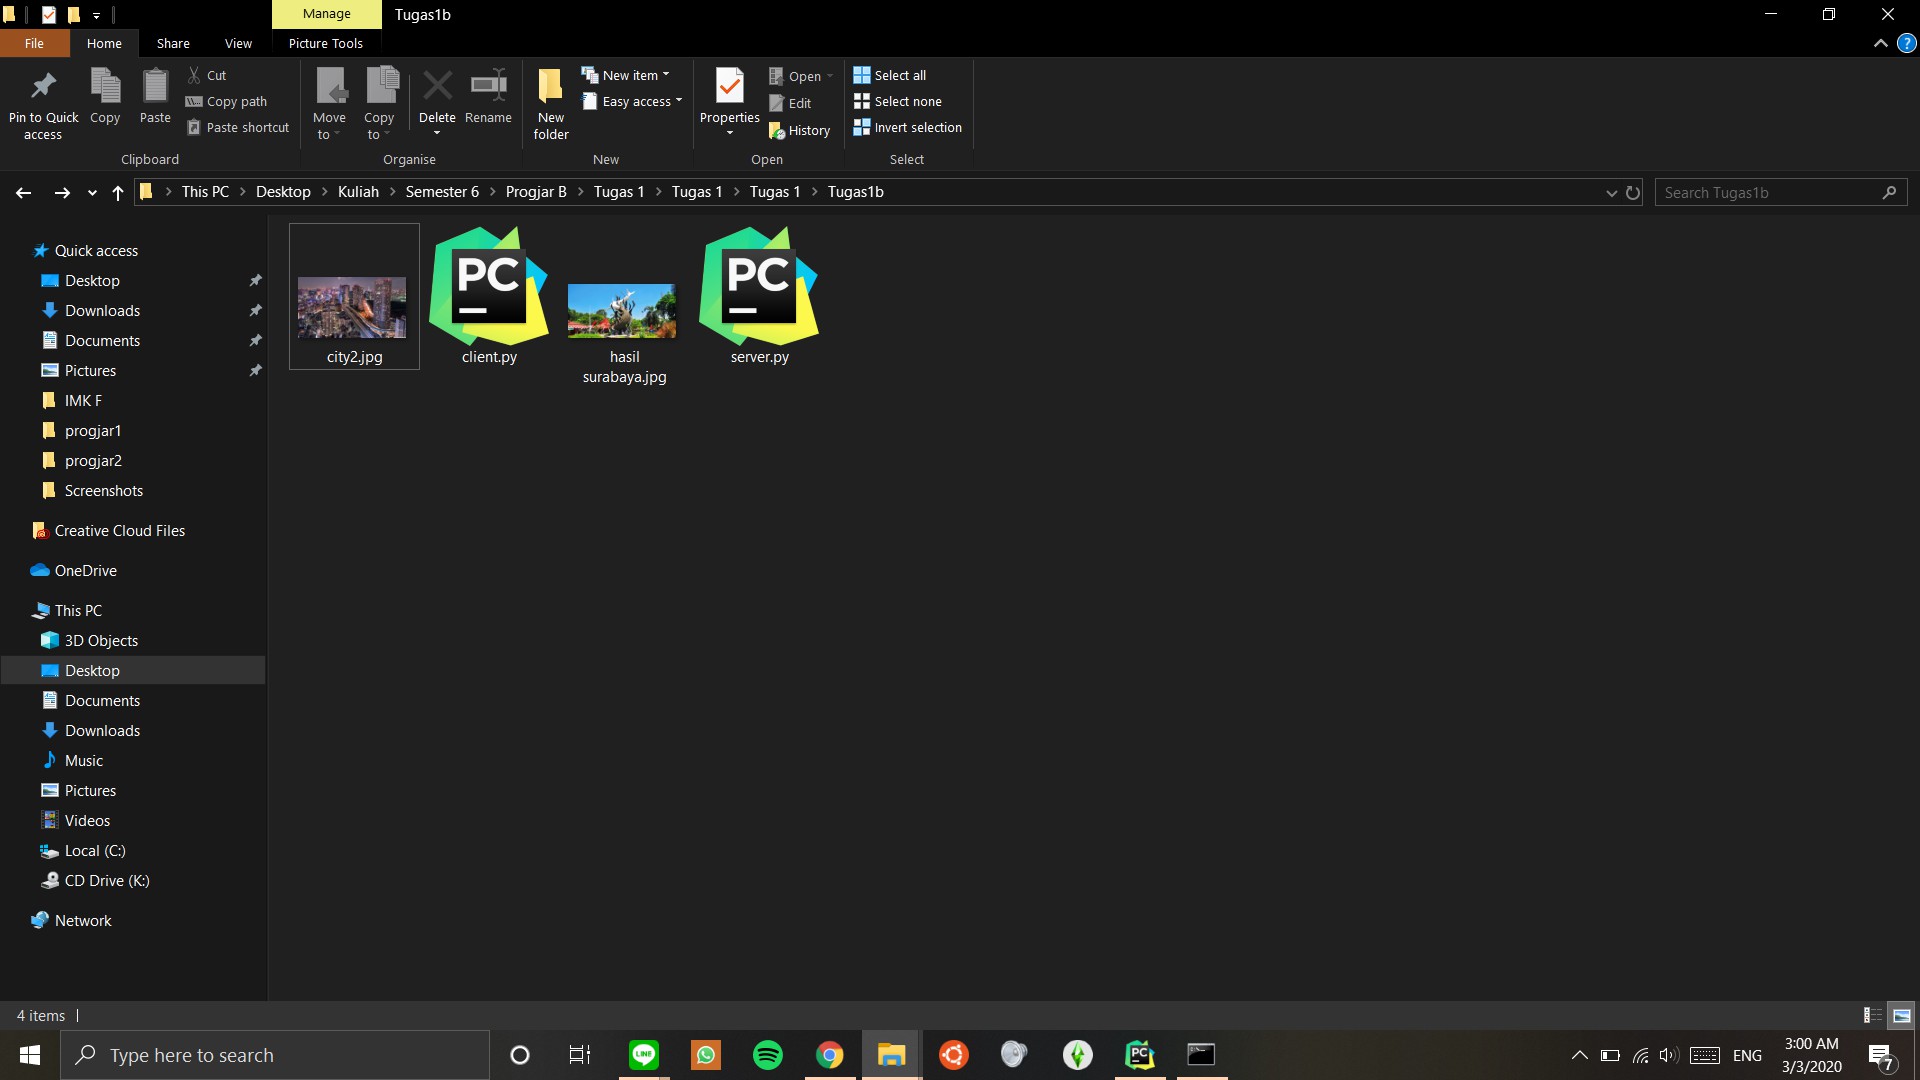 Manage
Tugas1b
File
Home
Share
View
Picture Tools
Pin to Quick access
Copy
Paste
Cut
Copy path
Paste shortcut
Clipboard
Move to
Copy to
Delete
Rename
Organise
New folder
New item
Easy access
New
Properties
Open
Edit
History
Open
Select all
Select none
Invert selection
Select
This PC > Desktop > Kuliah > Semester 6 > Progjar B > Tugas 1 > Tugas 1 > Tugas 1 > Tugas1b
Search Tugas1b
Quick access
Desktop
Downloads
Documents
Pictures
IMK F
progjar1
progjar2
Screenshots
Creative Cloud Files
OneDrive
This PC
3D Objects
Desktop
Documents
Downloads
Music
Pictures
Videos
Local (C:)
CD Drive (K:)
Network
city2.jpg
PC
client.py
hasil
surabaya.jpg
PC
server.py
4 items
Type here to search
LINE
PC
ENG
3:00 AM
3/3/2020
7